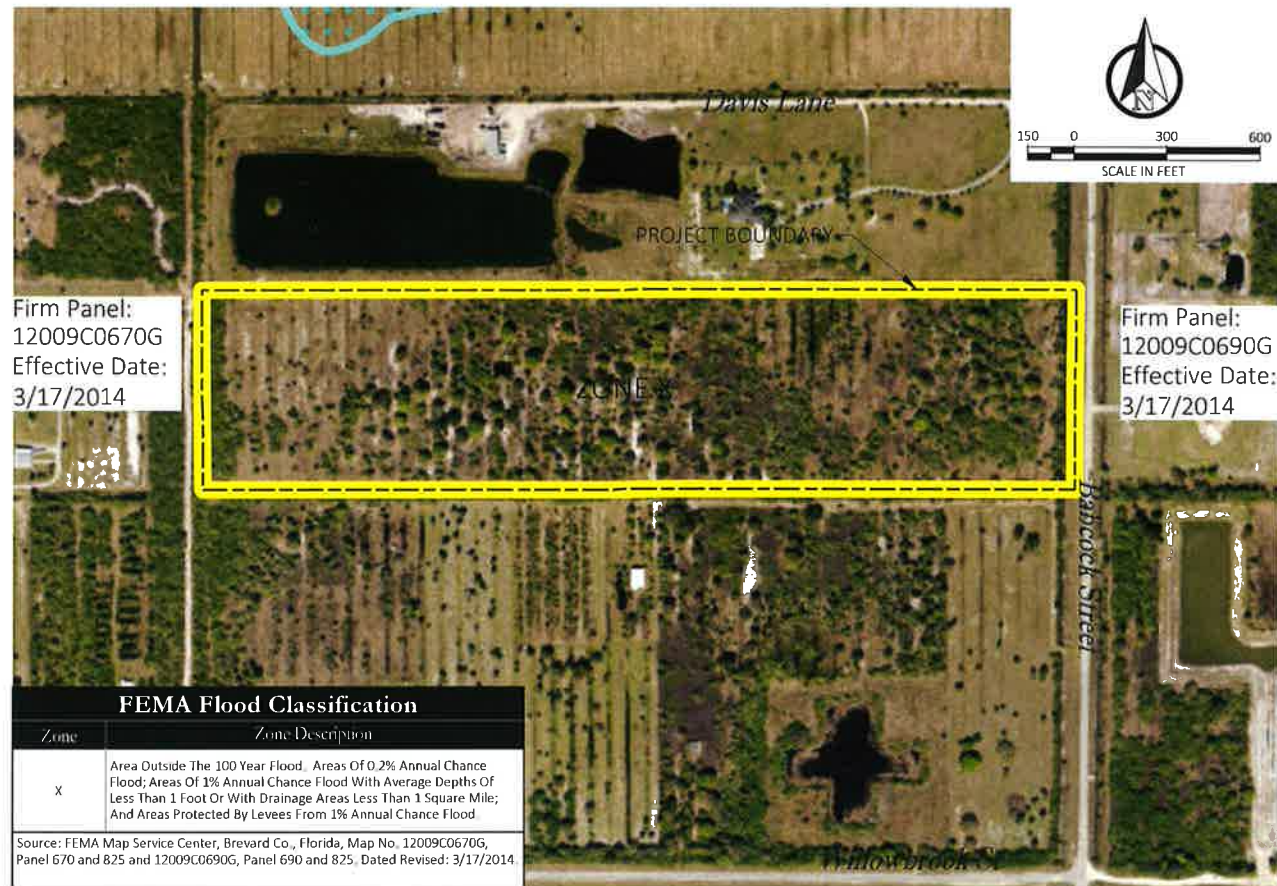 Davis Lane
N
150 0 300 600
SCALE IN FEET
PROJECT BOUNDARY
Firm Panel:
12009C0670G
Effective Date:
3/17/2014
Firm Panel:
12009C0690G
Effective Date:
3/17/2014
ZONE X
Babcock Street
FEMA Flood Classification
Zone Zone Description
X
Area Outside The 100 Year Flood. Areas Of 0.2% Annual Chance
Flood; Areas Of 1% Annual Chance Flood With Average Depths Of
Less Than 1 Foot Or With Drainage Areas Less Than 1 Square Mile;
And Areas Protected By Levees From 1% Annual Chance Flood
Source: FEMA Map Service Center, Brevard Co., Florida, Map No. 12009C0670G,
Panel 670 and 825 and 12009C0690G, Panel 690 and 825. Dated Revised: 3/17/2014
Willowbrook St